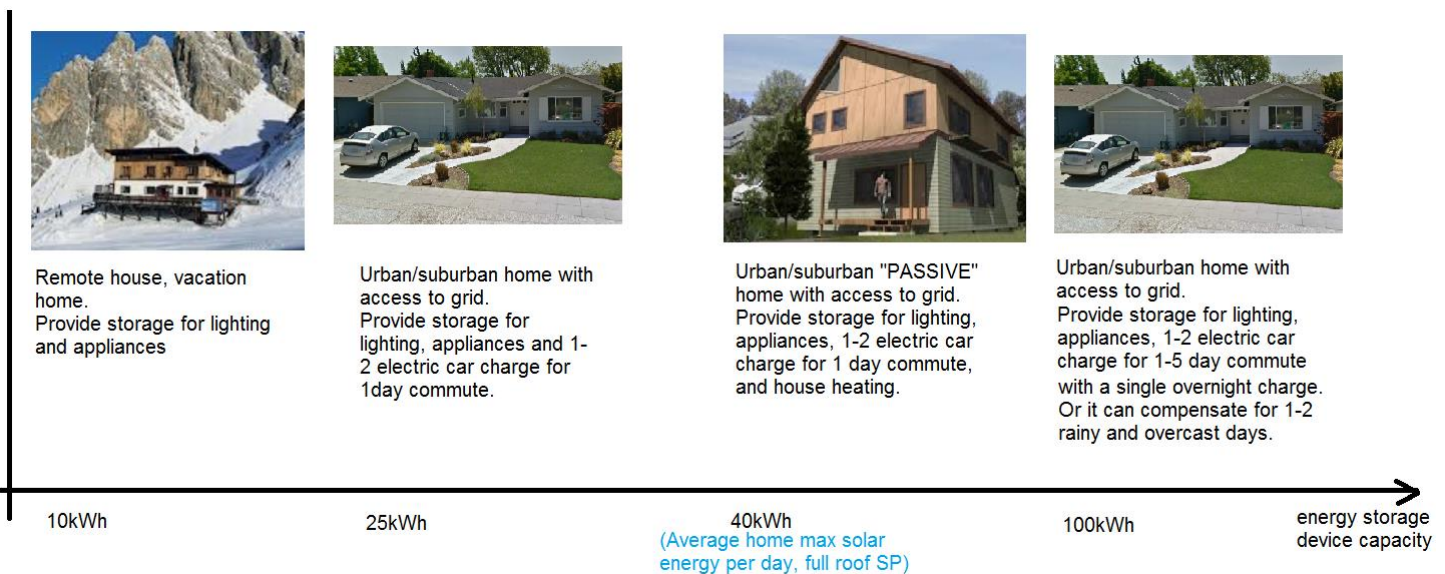 Remote house, vacation
home.
Provide storage for lighting
and appliances
Urban/suburban home with
access to grid.
Provide storage for
lighting, appliances and 1-
2 electric car charge for
1day commute.
Urban/suburban "PASSIVE"
home with access to grid.
Provide storage for lighting,
appliances, 1-2 electric car
charge for 1 day commute,
and house heating.
Urban/suburban home with
access to grid.
Provide storage for lighting,
appliances, 1-2 electric car
charge for 1-5 day commute
with a single overnight charge.
Or it can compensate for 1-2
rainy and overcast days.
10kWh
25kWh
40kWh
(Average home max solar
energy per day, full roof SP)
100kWh
energy storage
device capacity